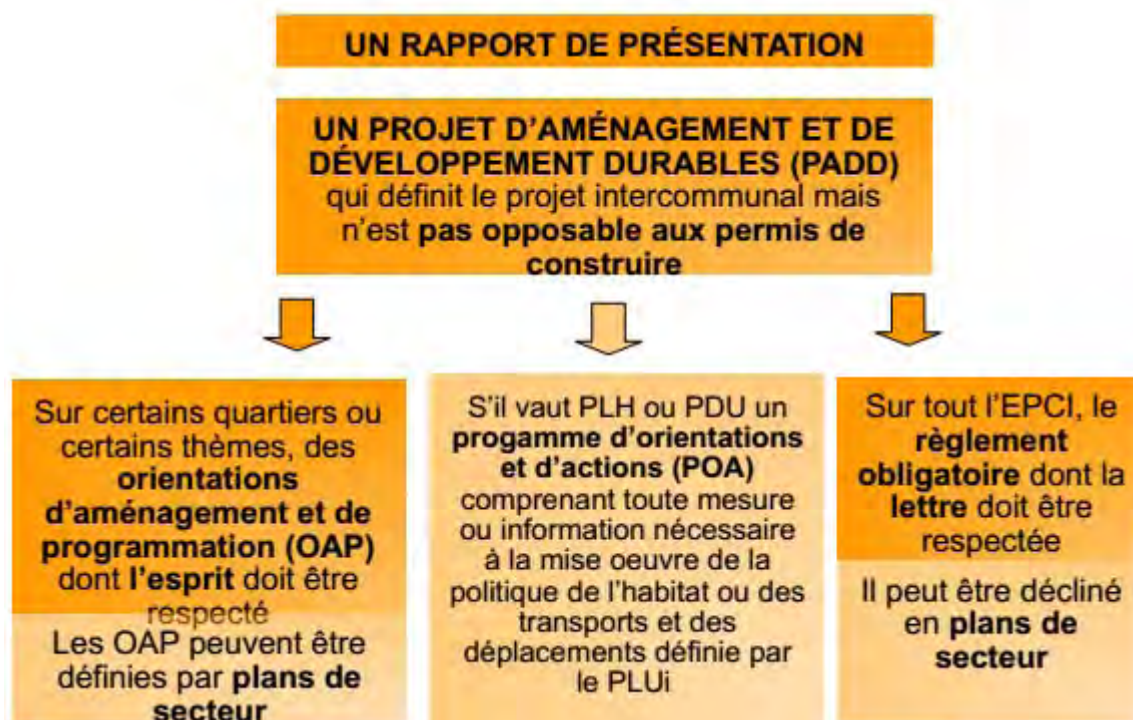 UN RAPPORT DE PRÉSENTATION
UN PROJET D'AMÉNAGEMENT ET DE
DÉVELOPPEMENT DURABLES (PADD)
qui définit le projet intercommunal mais
n'est pas opposable aux permis de
construire
Sur certains quartiers ou
certains thèmes, des
orientations
d'aménagement et de
programmation (OAP)
dont l'esprit doit être
respecté
Les OAP peuvent être
définies par plans de
secteur
S'il vaut PLH ou PDU un
progamme d'orientations
et d'actions (POA)
comprenant toute mesure
ou information nécessaire
à la mise oeuvre de la
politique de l'habitat ou des
transports et des
déplacements définie par
le PLUi
Sur tout l'EPCI, le
règlement
obligatoire dont la
lettre doit être
respectée
Il peut être décliné
en plans de
secteur